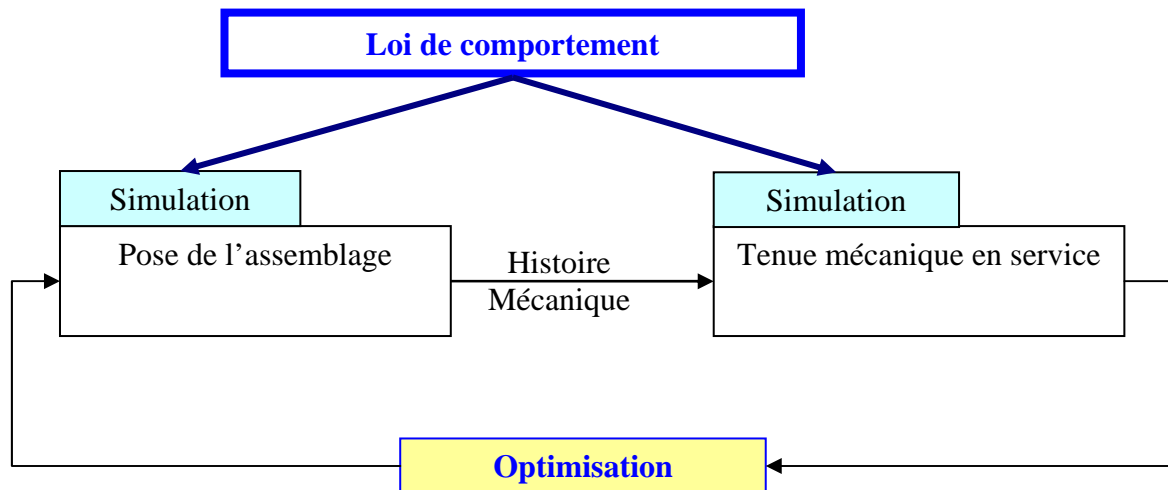 Loi de comportement
Simulation
Simulation
Pose de l’assemblage
Histoire
Mécanique
Tenue mécanique en service
Optimisation